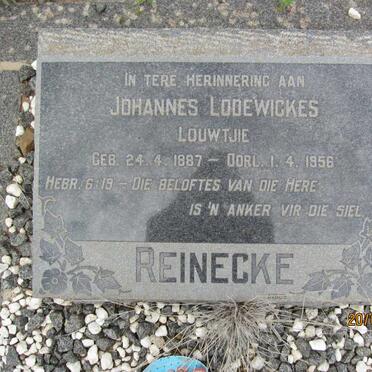 IN TERE HERINNERING AAN
JOHANNES LODEWICKES
LOUWTJIE
GEB. 24. 4. 1887 – OORL. 1. 4. 1956
HEBR. 6:19 – DIE BELOFTES VAN DIE HERE
IS 'N ANKER VIR DIE SIEL
REINECKE
20/